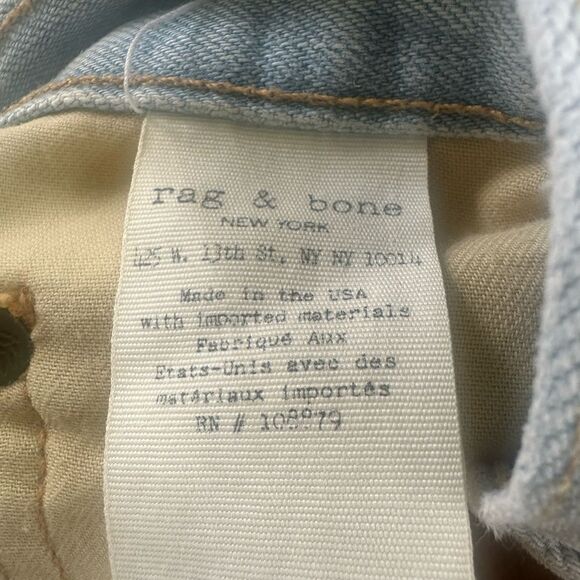 rag & bone
NEW YORK
425 W. 13th St. NY NY 10014
Made in the USA
with imported materials
Fabriqué Aux
Etats-Unis avec des
matériaux importés
RN #